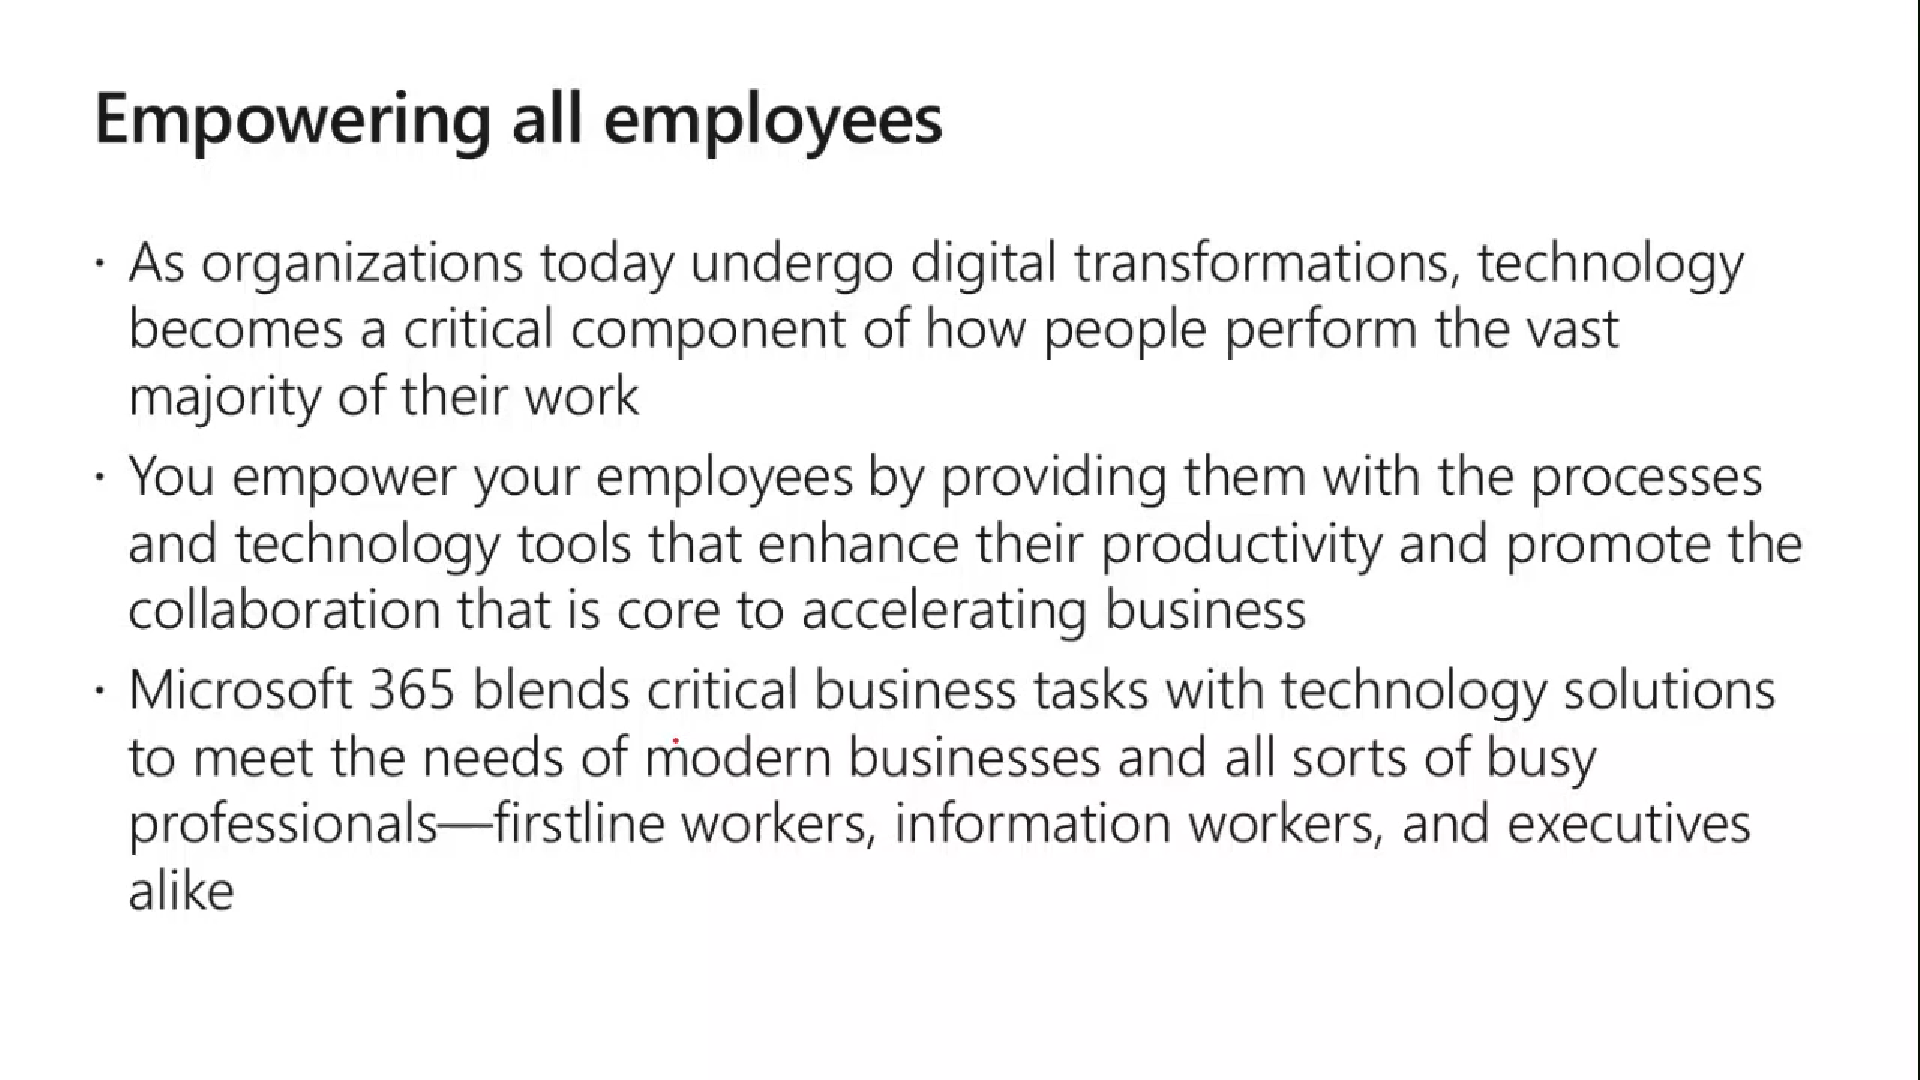 Empowering all employees
· As organizations today undergo digital transformations, technology
becomes a critical component of how people perform the vast
majority of their work
· You empower your employees by providing them with the processes
and technology tools that enhance their productivity and promote the
collaboration that is core to accelerating business
· Microsoft 365 blends critical business tasks with technology solutions
to meet the needs of modern businesses and all sorts of busy
professionals—firstline workers, information workers, and executives
alike